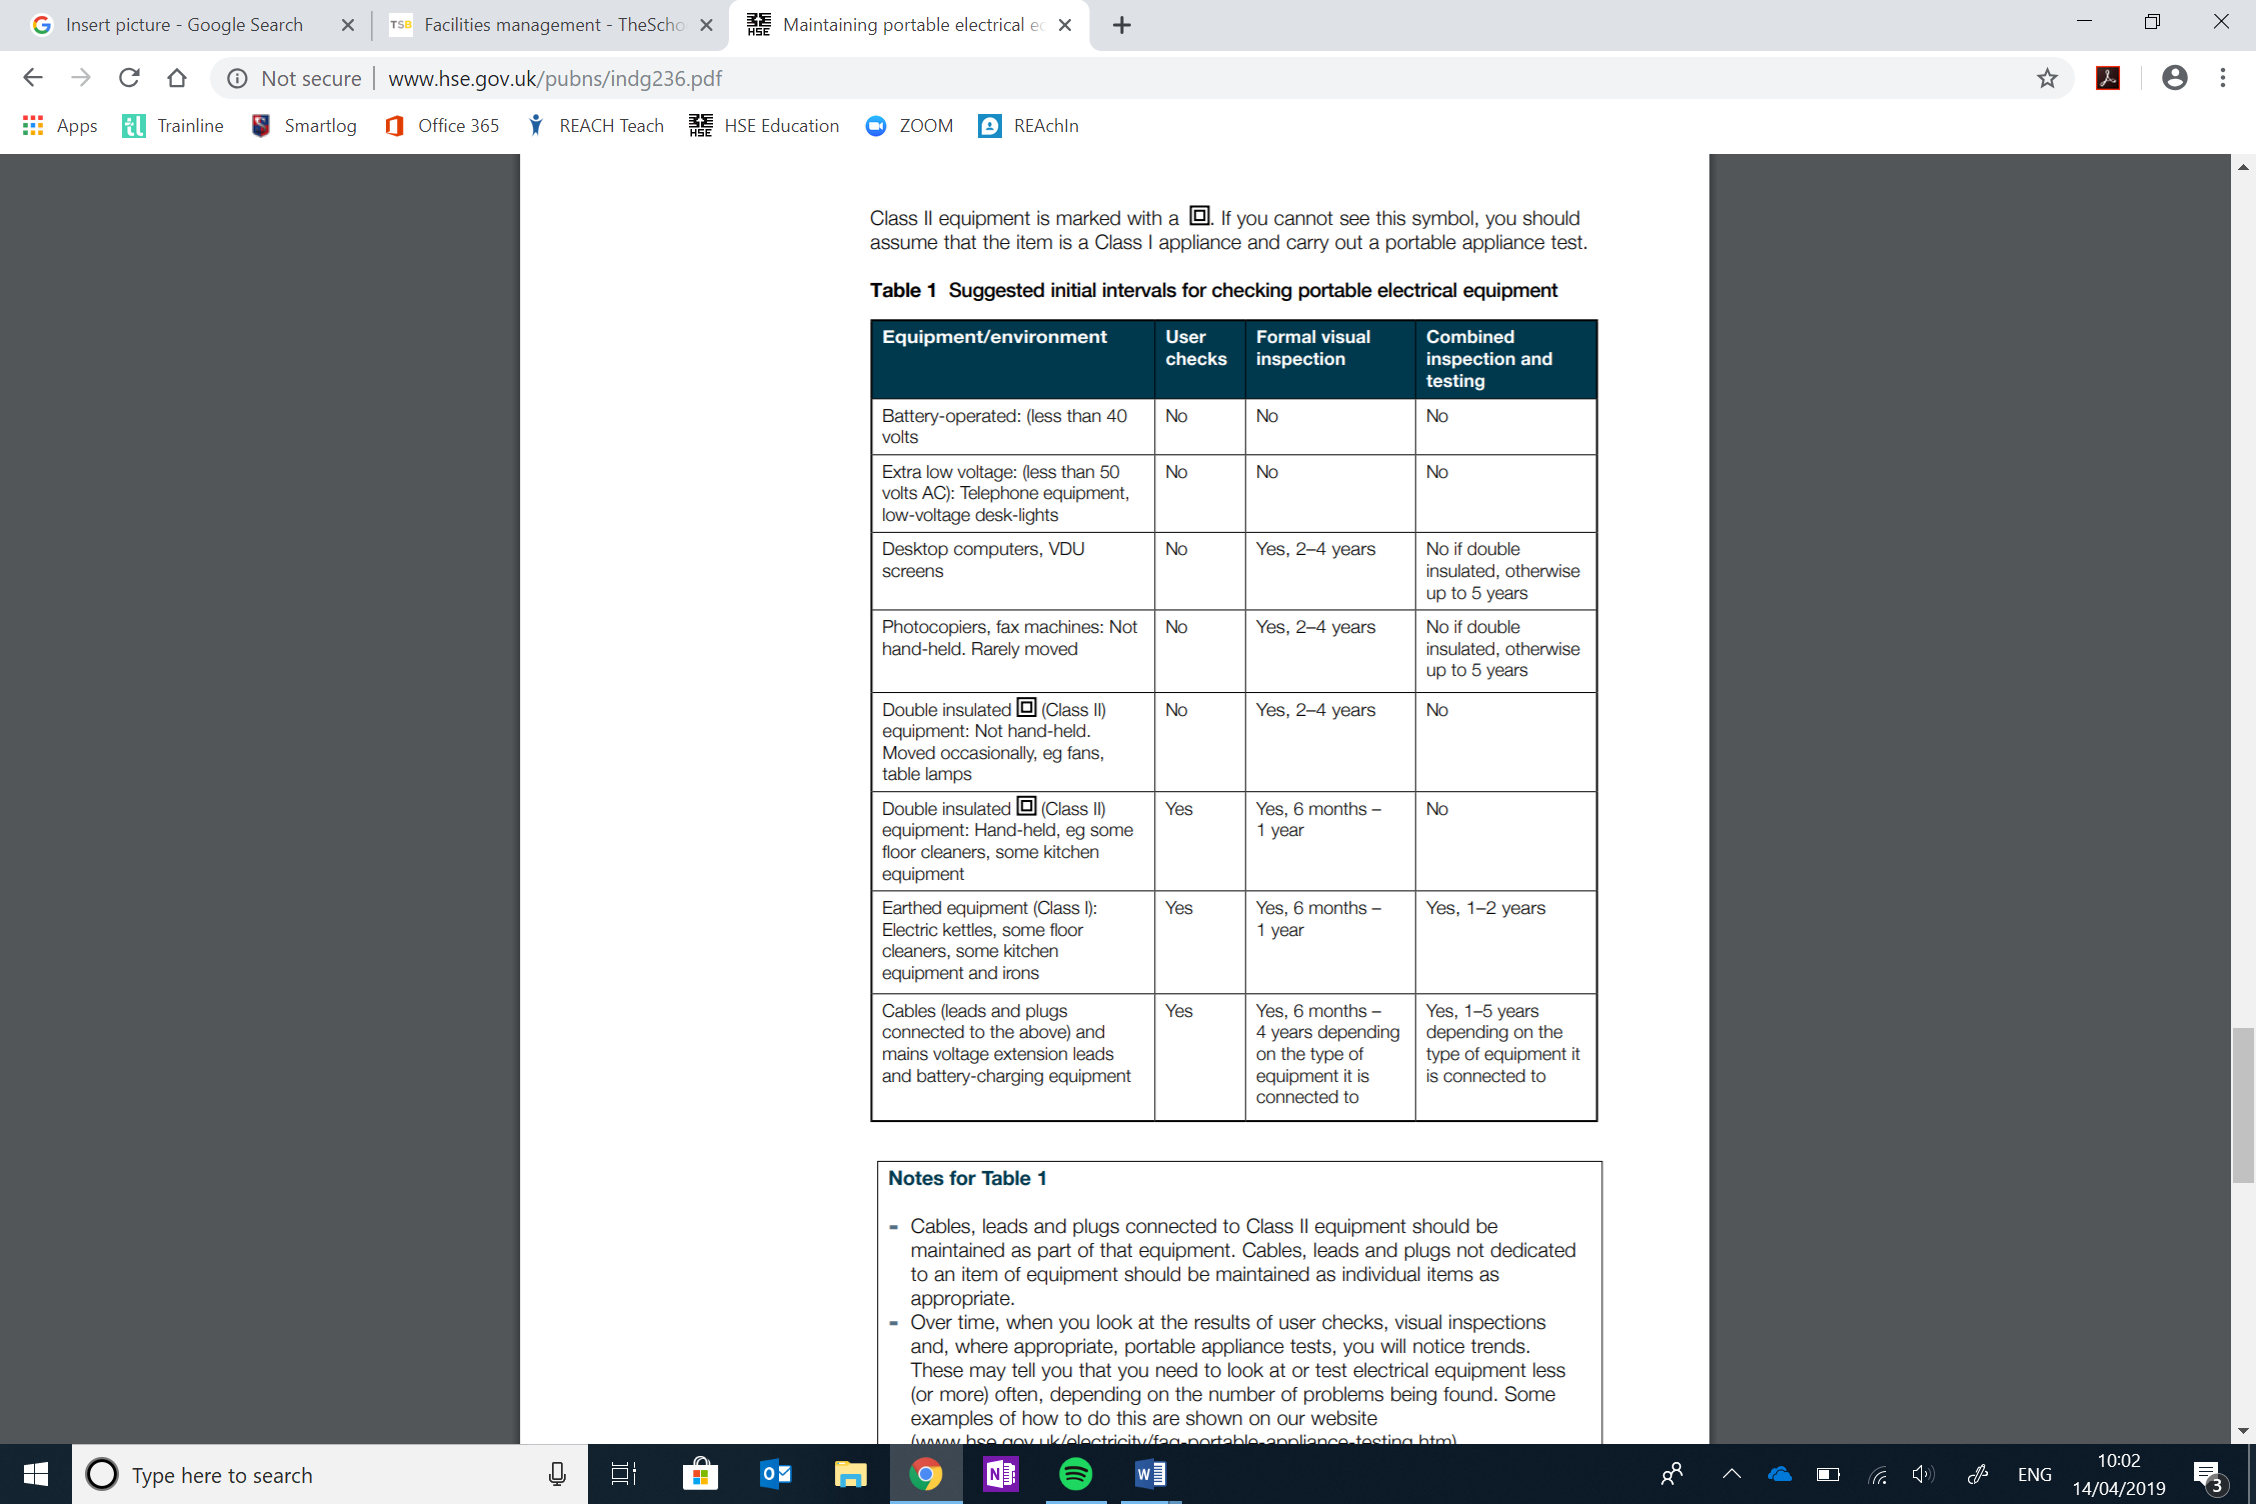 Insert picture - Google Search
TSB Facilities management - TheScho
HSE Maintaining portable electrical ec
Not secure www.hse.gov.uk/pubns/indg236.pdf
Apps Trainline Smartlog Office 365 REACH Teach HSE HSE Education ZOOM REAchIn
Class II equipment is marked with a . If you cannot see this symbol, you should
assume that the item is a Class I appliance and carry out a portable appliance test.
Table 1 Suggested initial intervals for checking portable electrical equipment
Equipment/environment
User
checks
Formal visual
inspection
Combined
inspection and
testing
Battery-operated: (less than 40
volts
No
No
No
Extra low voltage: (less than 50
volts AC): Telephone equipment,
low-voltage desk-lights
No
No
No
Desktop computers, VDU
screens
No
Yes, 2–4 years
No if double
insulated, otherwise
up to 5 years
Photocopiers, fax machines: Not
hand-held. Rarely moved
No
Yes, 2–4 years
No if double
insulated, otherwise
up to 5 years
Double insulated (Class II)
equipment: Not hand-held.
Moved occasionally, eg fans,
table lamps
No
Yes, 2–4 years
No
Double insulated (Class II)
equipment: Hand-held, eg some
floor cleaners, some kitchen
equipment
Yes
Yes, 6 months –
1 year
No
Earthed equipment (Class I):
Electric kettles, some floor
cleaners, some kitchen
equipment and irons
Yes
Yes, 6 months –
1 year
Yes, 1–2 years
Cables (leads and plugs
connected to the above) and
mains voltage extension leads
and battery-charging equipment
Yes
Yes, 6 months –
4 years depending
on the type of
equipment it is
connected to
Yes, 1–5 years
depending on the
type of equipment it
is connected to
Notes for Table 1
- Cables, leads and plugs connected to Class II equipment should be
maintained as part of that equipment. Cables, leads and plugs not dedicated
to an item of equipment should be maintained as individual items as
appropriate.
- Over time, when you look at the results of user checks, visual inspections
and, where appropriate, portable appliance tests, you will notice trends.
These may tell you that you need to look at or test electrical equipment less
(or more) often, depending on the number of problems being found. Some
examples of how to do this are shown on our website
(www.hse.gov.uk/electricity/faq-portable-appliance-testing.htm)
Type here to search
ENG
10:02
14/04/2019
3